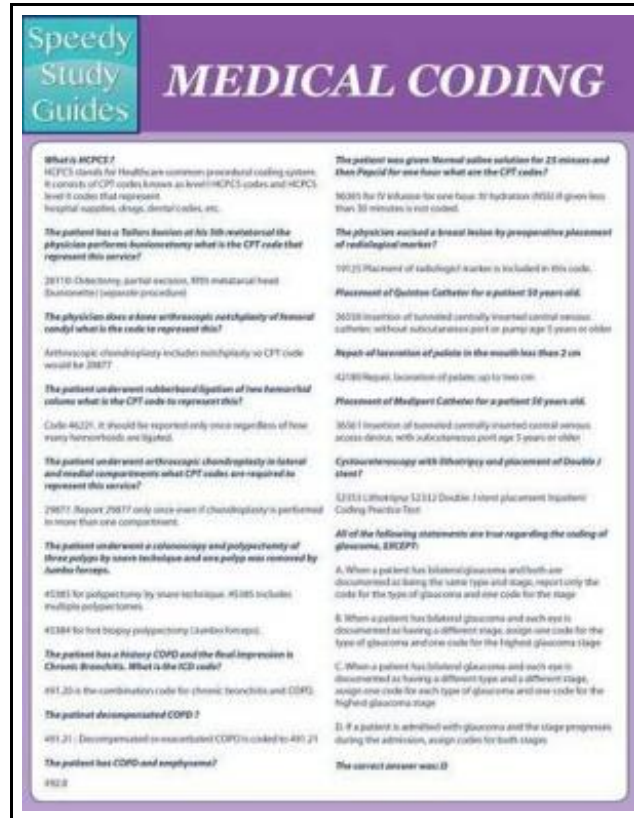 Speedy
Study
Guides
MEDICAL CODING
What is HCPCS ?
HCPCS stands for Healthcare common procedural coding system.
It consists of CPT codes known as level I HCPCS codes and HCPCS
level II codes that represent
hospital supplies, drugs, dental codes, etc.
The patient has a Tailors bunion at his 5th metatarsal the
physician performs bunionectomy what is the CPT code that
represent this service?
28110: Ostectomy, partial excision, fifth metatarsal head
(bunionette) (separate procedure)
The physician does a knee arthroscopic notchplasty of femoral
condyl what is the code to represent this?
Arthroscopic chondroplasty includes notchplasty so CPT code
would be 29877
The patient underwent rubberband ligation of two hemorrhoid
colums what is the CPT code to represent this?
Code 46221. It should be reported only once regardless of how
many hemorrhoids are ligated.
The patient underwent arthroscopic chondroplasty in lateral
and medial compartments what CPT codes are required to
represent this service?
29877. Report 29877 only once even if chondroplasty is performed
in more than one compartment.
The patient underwent a colonoscopy and polypectomty of
three polyps by snare technique and one polyp was removed by
Jumbo forceps.
45385 for polypectomy by snare technique. 45385 includes
multiple polypectomies.
45384 for hot biopsy polypectomy (Jumbo forceps).
The patient has a history COPD and the final impression is
Chronic Bronchitis. What is the ICD code?
491.20 is the combination code for chronic bronchitis and COPD.
The patinet decompensated COPD ?
491.21 : Decompensated or exacerbated COPD is coded to 491.21
The patient has COPD and emphysema?
492.8
The patient was given Normal saline solution for 25 minues and
then Pepcid for one hour what are the CPT codes?
96365 for IV infusion for one hour. IV hydration (NSS) if given less
than 30 minutes is not coded.
The physician excised a breast lesion by preoperative placement
of radiological marker?
19125 Placment of radiologist marker is included in this code.
Placement of Quinton Catheter for a patient 50 years old.
36558 Insertion of tunneled centrally inserted central venous
catheter, without subcutaneous port or pump age 5 years or older
Repair of laceration of palate in the mouth less than 2 cm
42180 Repair, laceration of palate; up to two cm
Placement of Mediport Catheter for a patient 50 years old.
36561 Insertion of tunneled centrally inserted central venous
access device, with subcutaneous port age 5 years or older
Cystoureteroscopy with lithotripsy and placement of Double J
stent?
52353 Lithotripsy 52332 Double J stent placement Inpatient
Coding Practice Test
All of the following statements are true regarding the coding of
glaucoma, EXCEPT:
A. When a patient has bilateral glaucoma and both are
documented as being the same type and stage, report only the
code for the type of glaucoma and one code for the stage
B. When a patient has bilateral glaucoma and each eye is
documented as having a different stage, assign one code for the
type of glaucoma and one code for the highest glaucoma stage
C. When a patient has bilateral glaucoma and each eye is
documented as having a different type and a different stage,
assign one code for each type of glaucoma and one code for the
highest glaucoma stage
D. If a patient is admitted with glaucoma and the stage progresses
during the admission, assign codes for both stages
The correct answer was: D